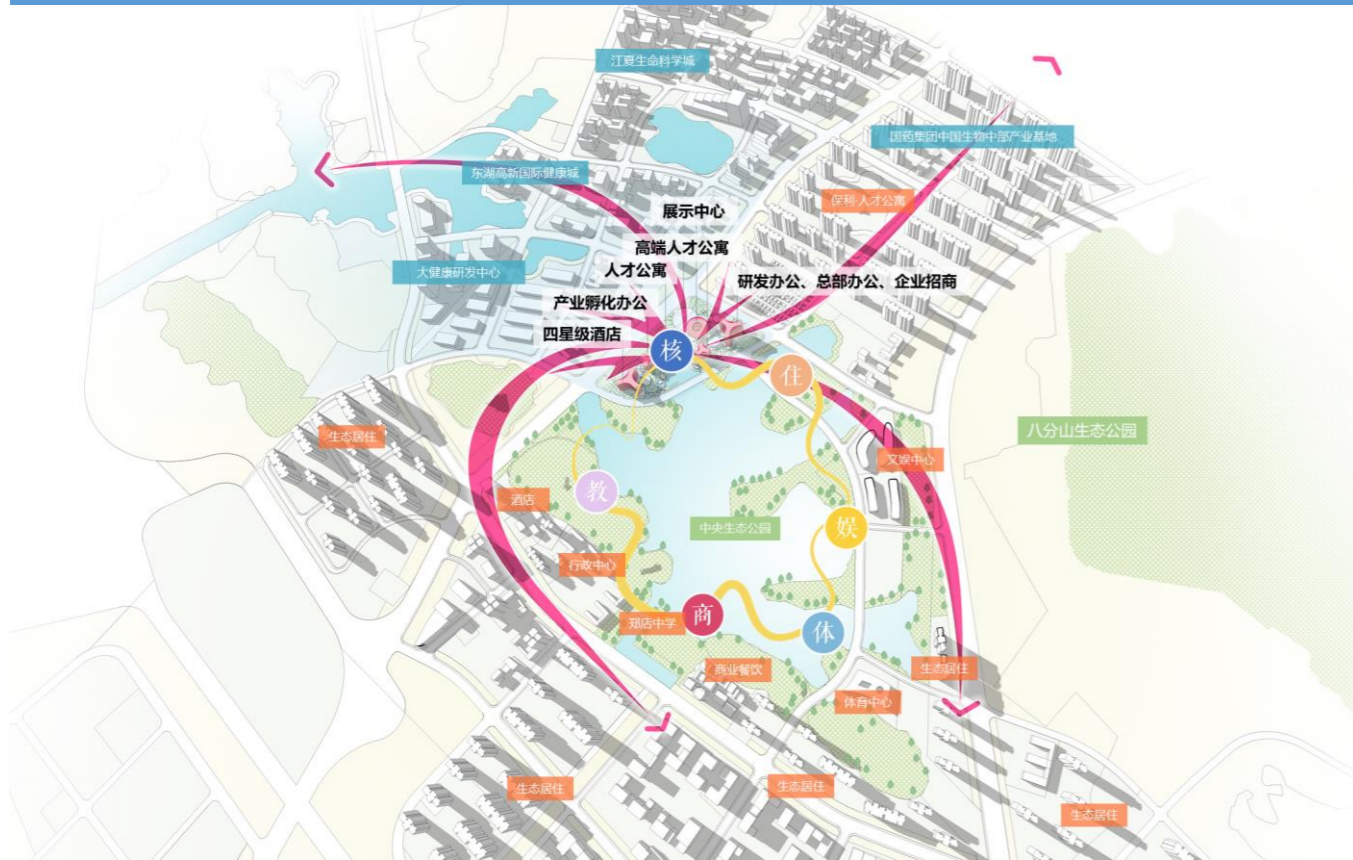 江夏生命科学城
国药集团中国生物中部产业基地
东湖高新国际健康城
保利·人才公寓
展示中心
高端人才公寓
大健康研发中心
人才公寓
研发办公、总部办公、企业招商
产业孵化办公
四星级酒店
核
住
八分山生态公园
生态居住
文娱中心
教
酒店
中央生态公园
娱
行政中心
商
郑店中学
体
商业餐饮
生态居住
体育中心
生态居住
生态居住
生态居住